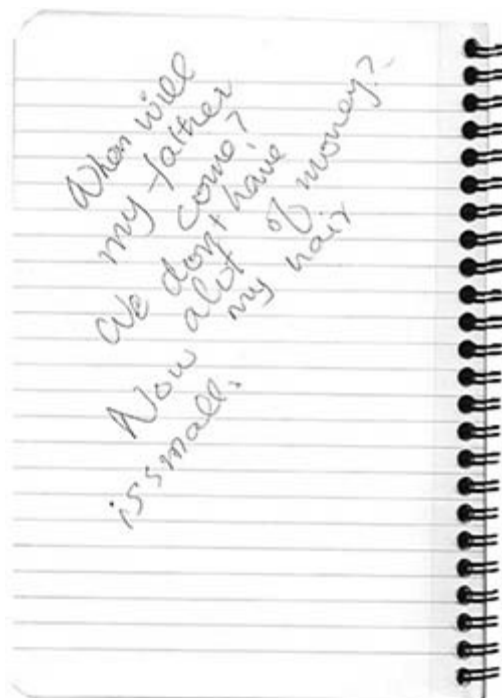 When will
my father
come?
We don't have
alot of money?
Now my hair
is small.